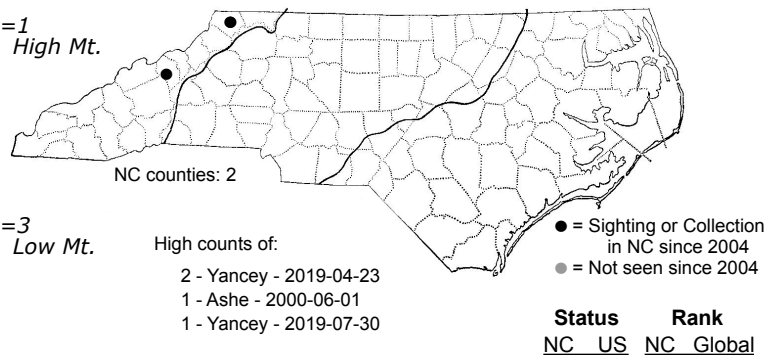 =1
High Mt.
NC counties: 2
=3
Low Mt.
High counts of:
2 - Yancey - 2019-04-23
1 - Ashe - 2000-06-01
1 - Yancey - 2019-07-30
= Sighting or Collection
in NC since 2004
= Not seen since 2004
Status Rank
NC US NC Global